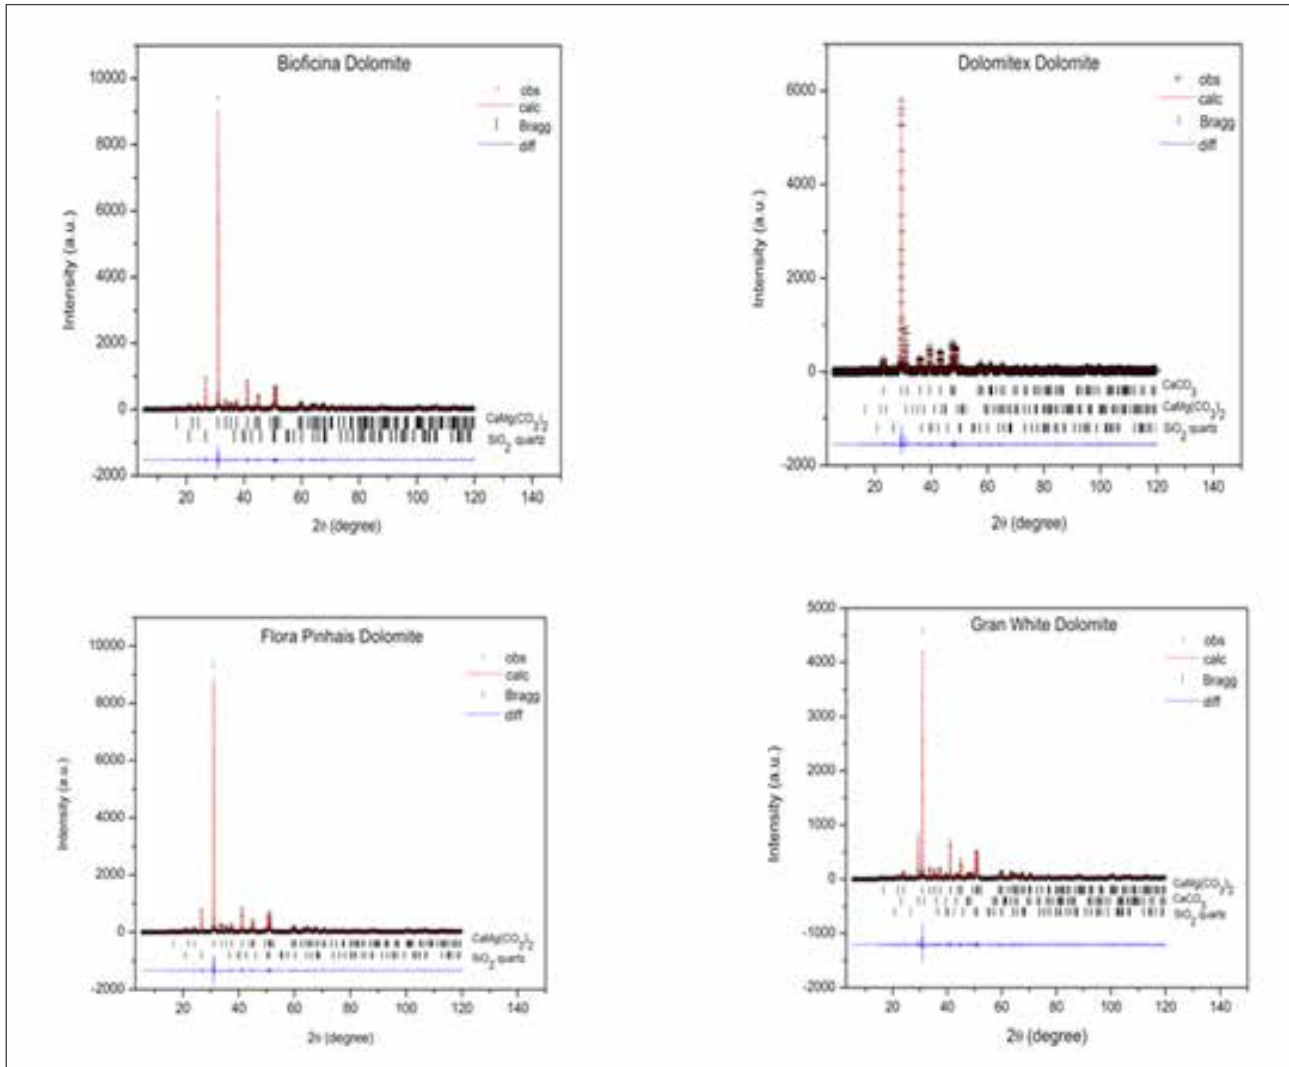 Bioficina Dolomite
obs
calc
Bragg
diff
Intensity (a.u.)
10000
8000
6000
4000
2000
0
-2000
CaMg(CO3)2
SiO2 quartz
20 40 60 80 100 120 140
2θ (degree)
Dolomitex Dolomite
obs
calc
Bragg
diff
Intensity (a.u.)
6000
4000
2000
0
-2000
CaCO3
CaMg(CO3)2
SiO2 quartz
20 40 60 80 100 120 140
2θ (degree)
Flora Pinhais Dolomite
obs
calc
Bragg
diff
Intensity (a.u.)
10000
8000
6000
4000
2000
0
-2000
CaMg(CO3)2
SiO2 quartz
20 40 60 80 100 120 140
2θ (degree)
Gran White Dolomite
obs
calc
Bragg
diff
Intensity (a.u.)
5000
4000
3000
2000
1000
0
-1000
-2000
CaMg(CO3)2
CaCO3
SiO2 quartz
20 40 60 80 100 120 140
2θ (degree)